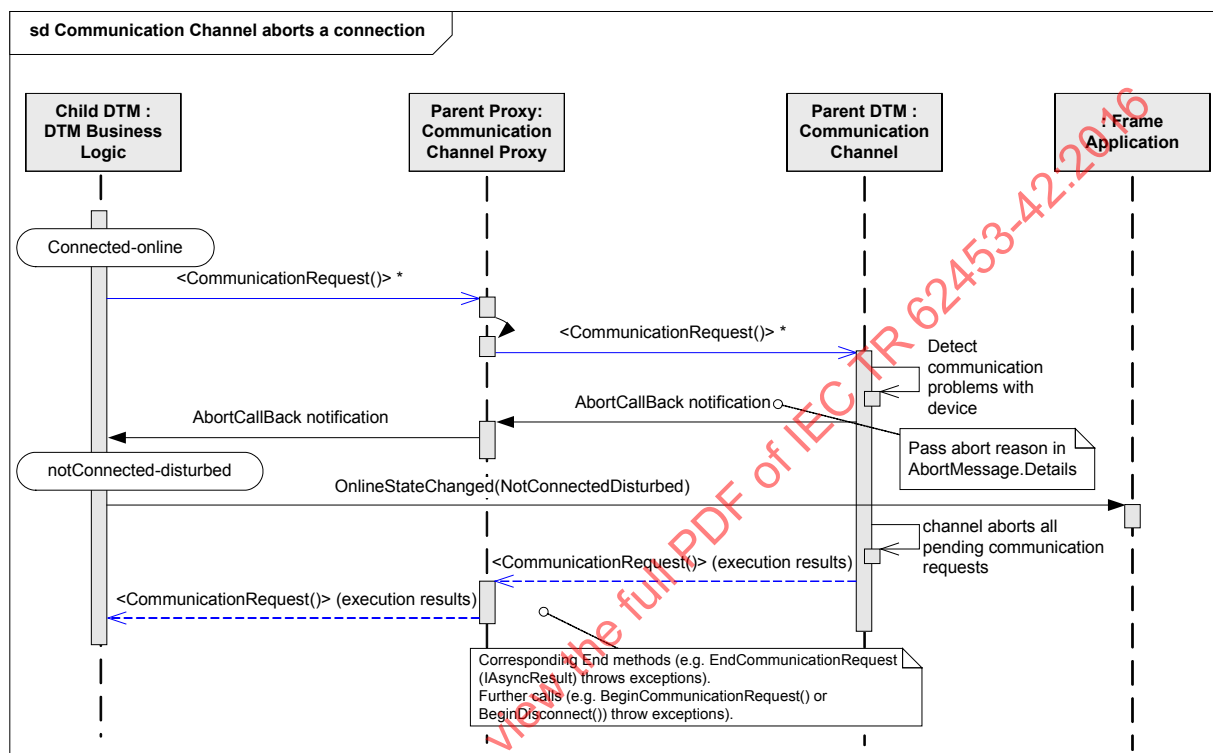 sd Communication Channel aborts a connection
Child DTM :
DTM Business
Logic
Parent Proxy:
Communication
Channel Proxy
Parent DTM :
Communication
Channel
: Frame
Application
Connected-online
<CommunicationRequest()> *
<CommunicationRequest()> *
Detect
communication
problems with
device
AbortCallBack notification
AbortCallBack notification
Pass abort reason in
AbortMessage.Details
notConnected-disturbed
OnlineStateChanged(NotConnectedDisturbed)
channel aborts all
pending communication
requests
<CommunicationRequest()> (execution results)
<CommunicationRequest()> (execution results)
Corresponding End methods (e.g. EndCommunicationRequest
(IAsyncResult) throws exceptions).
Further calls (e.g. BeginCommunicationRequest() or
BeginDisconnect()) throw exceptions).
view the full PDF of IEC TR 62453-42:2016